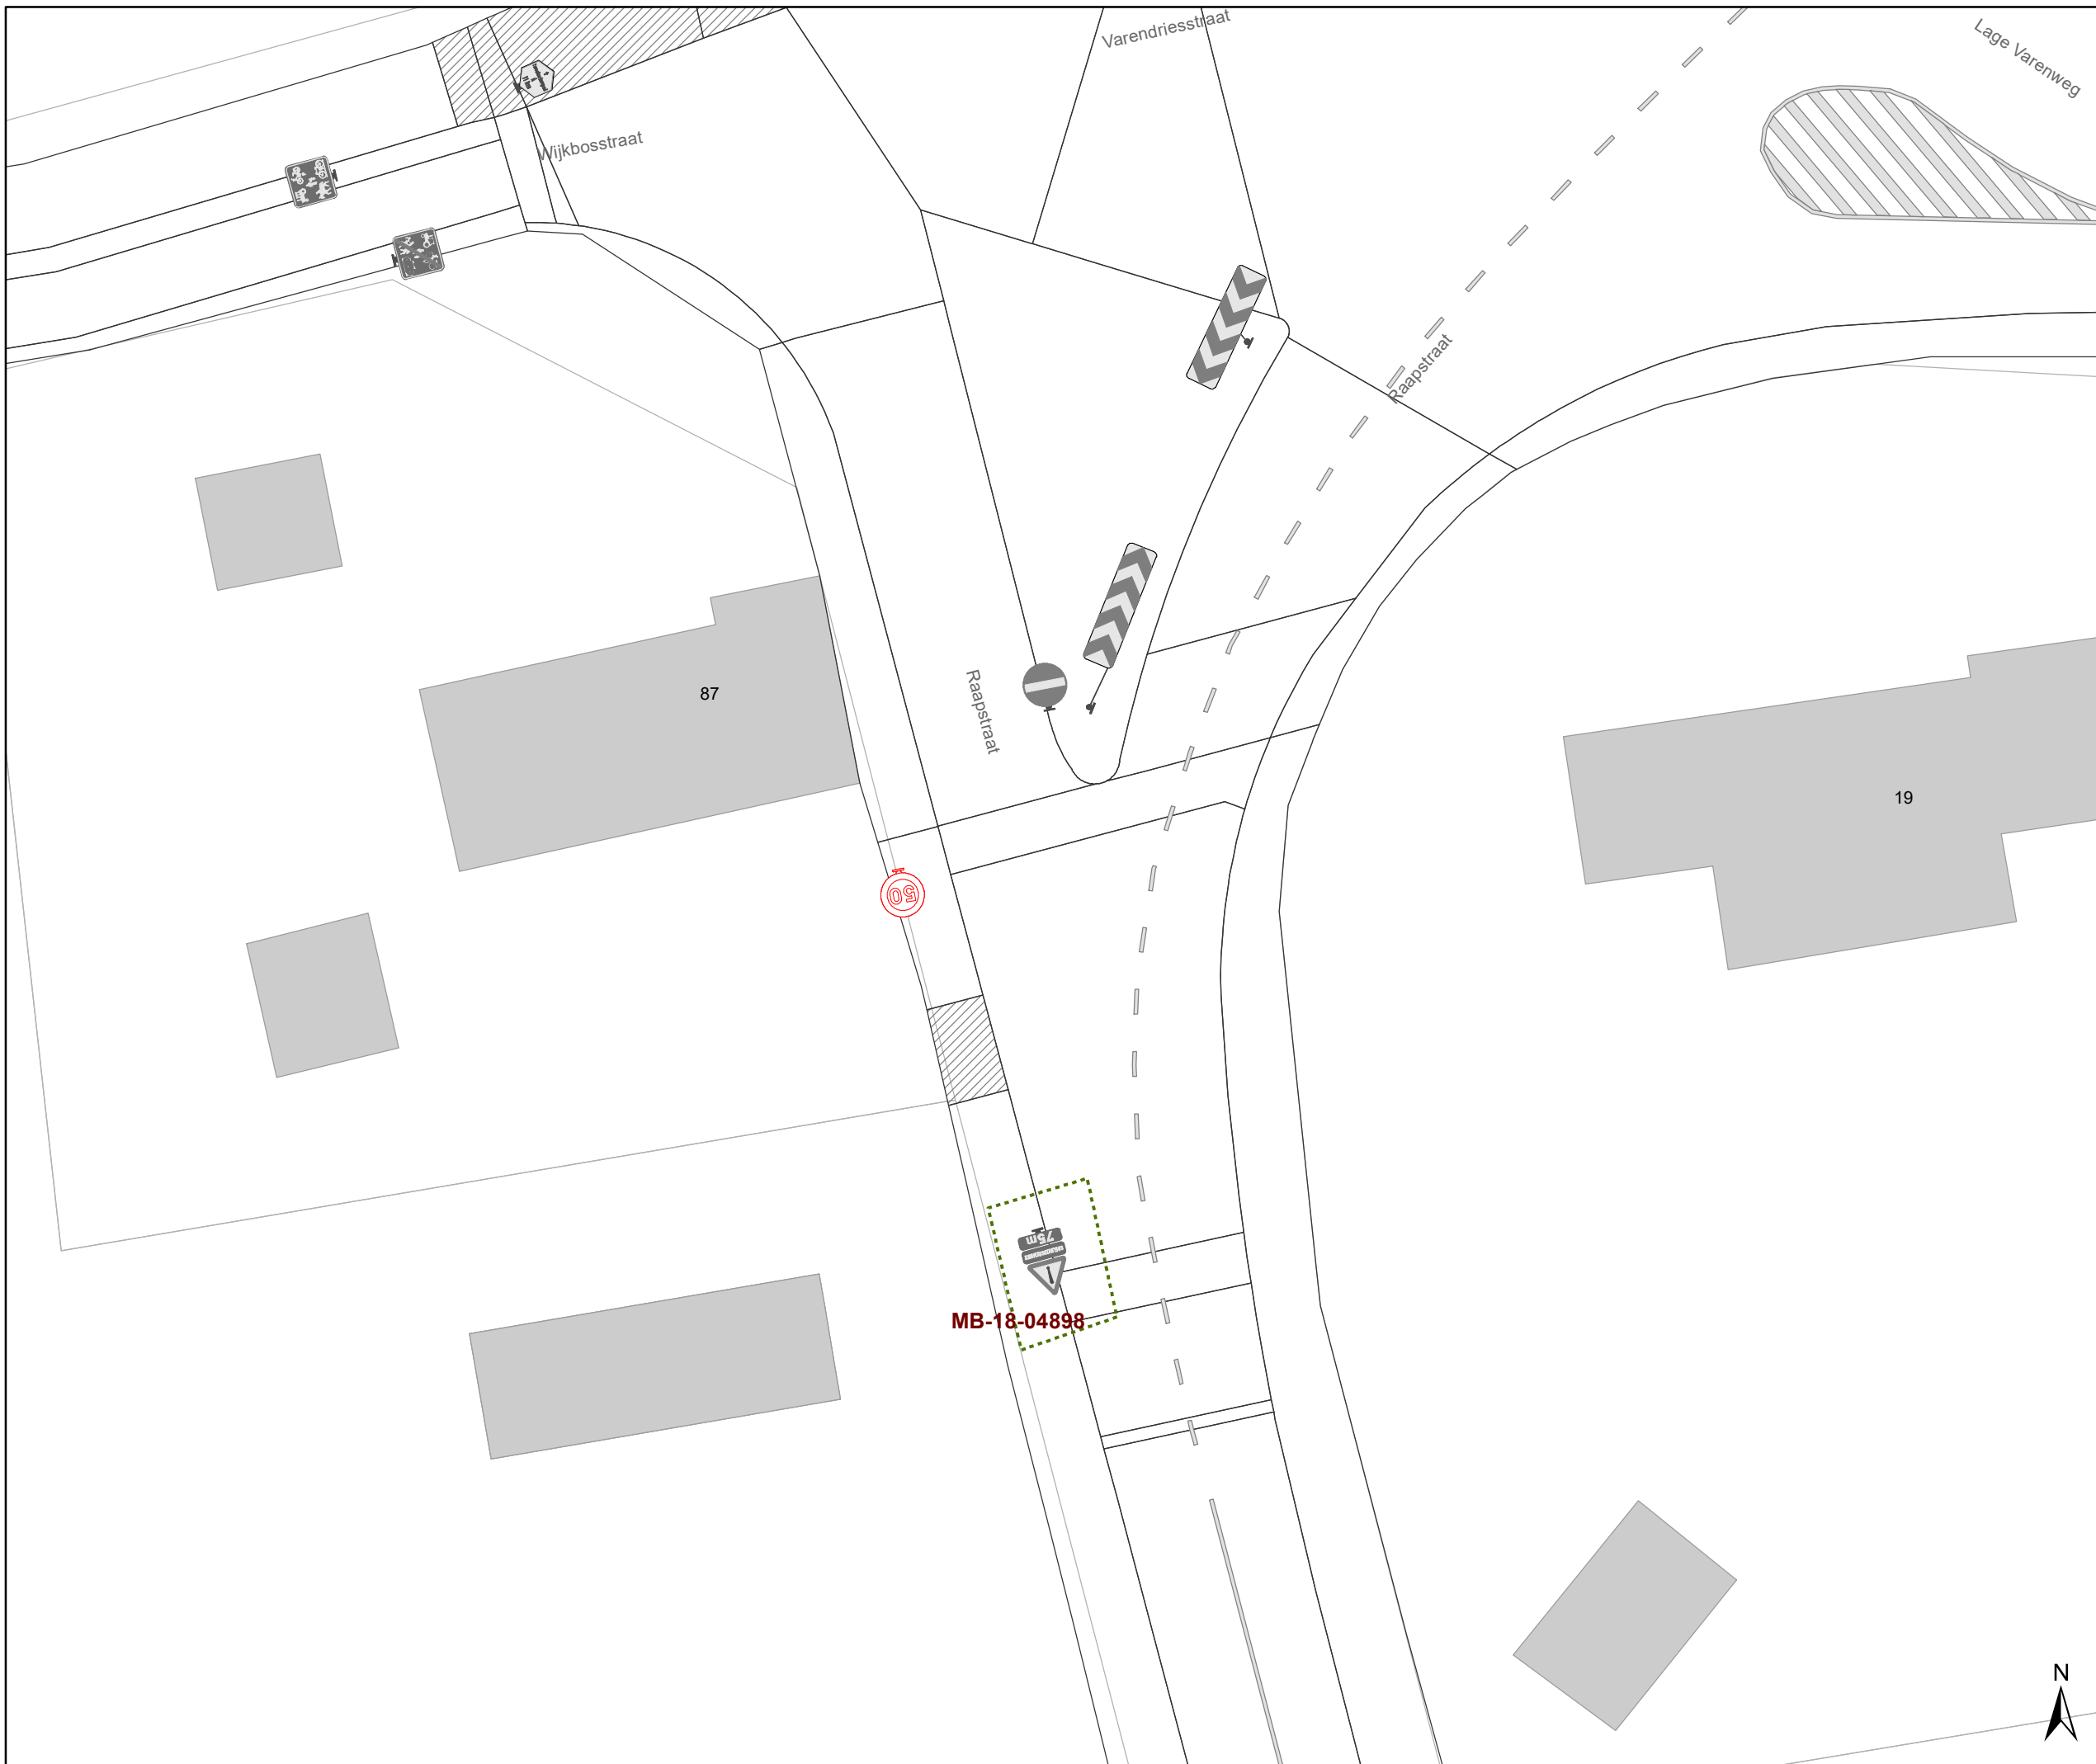 Varendriesstraat
Lage Varenweg
Wijkbosstraat
Raapstraat
87
Raapstraat
19
50
75m
MB-18-04898
N